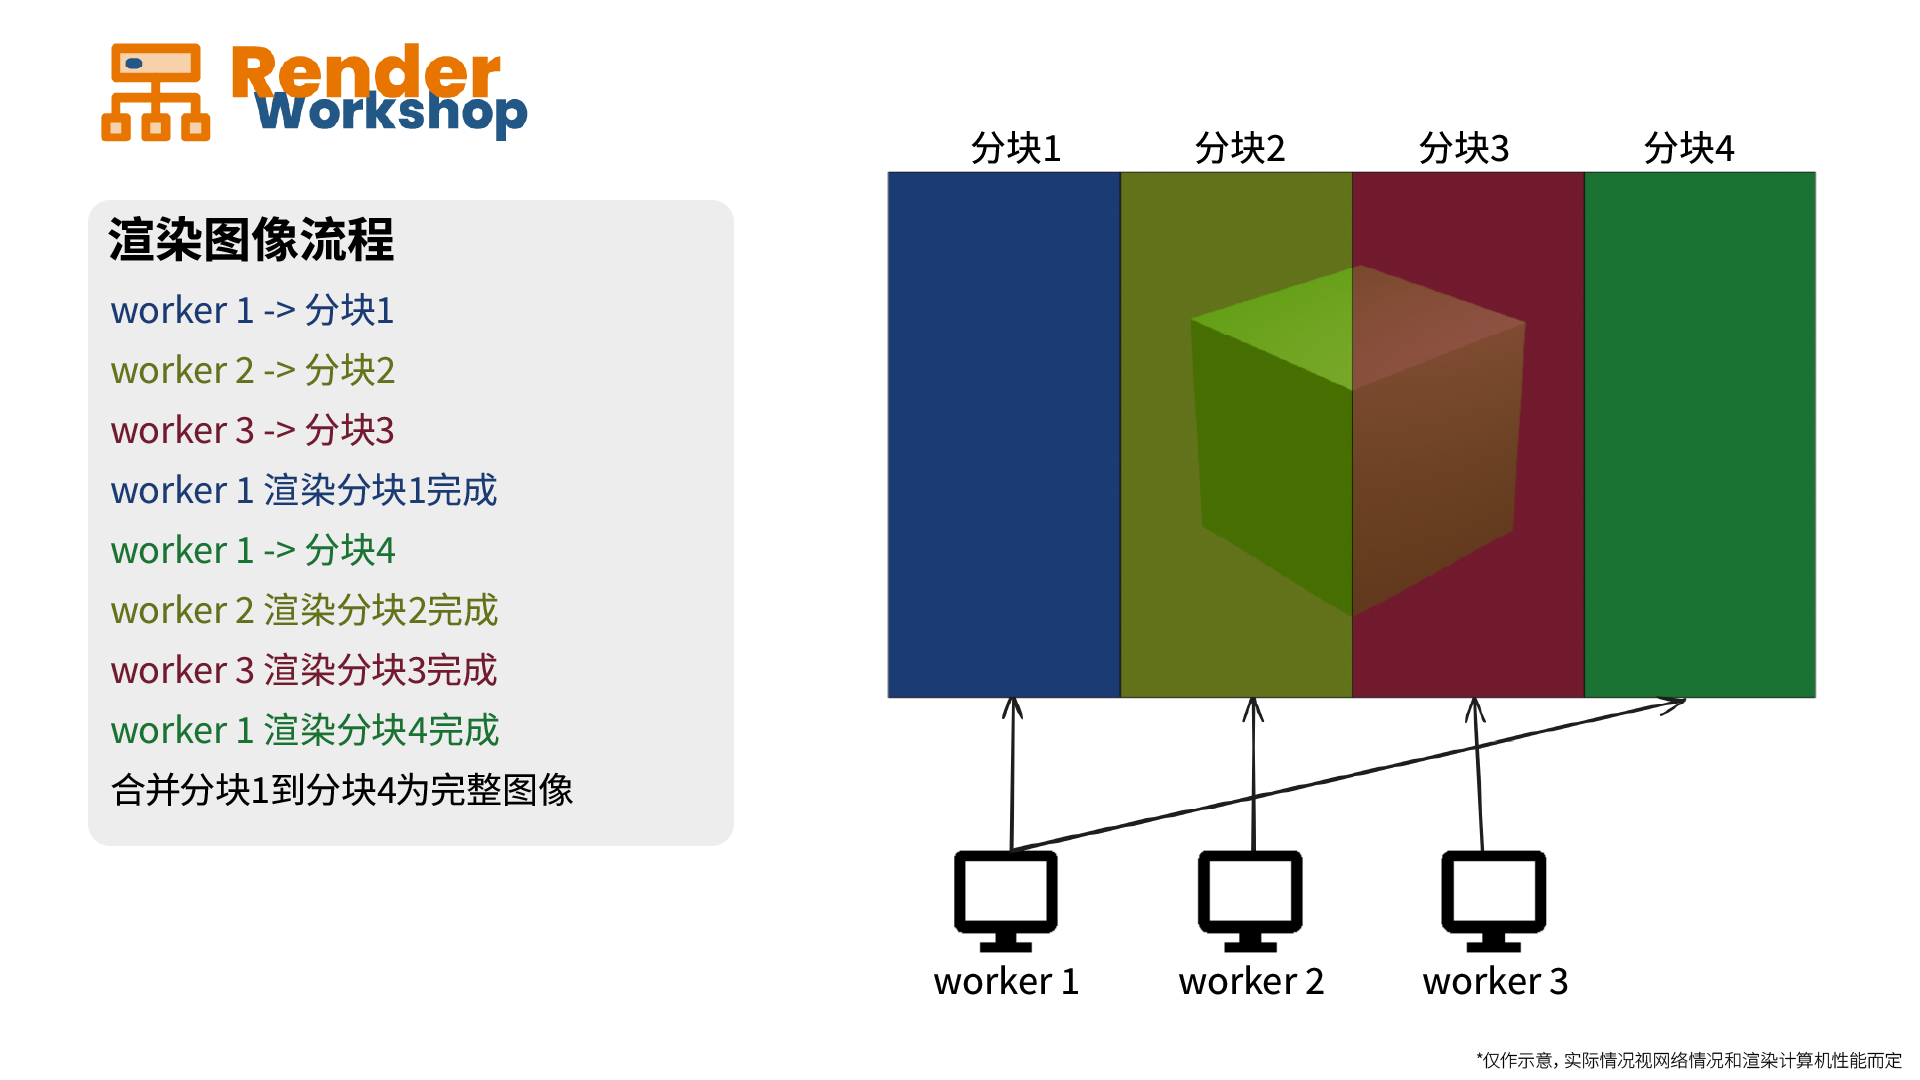 Render
Workshop
渲染图像流程
worker 1 -> 分块1
worker 2 -> 分块2
worker 3 -> 分块3
worker 1 渲染分块1完成
worker 1 -> 分块4
worker 2 渲染分块2完成
worker 3 渲染分块3完成
worker 1 渲染分块4完成
合并分块1到分块4为完整图像
分块1 分块2 分块3 分块4
worker 1 worker 2 worker 3
*仅作示意，实际情况视网络情况和渲染计算机性能而定